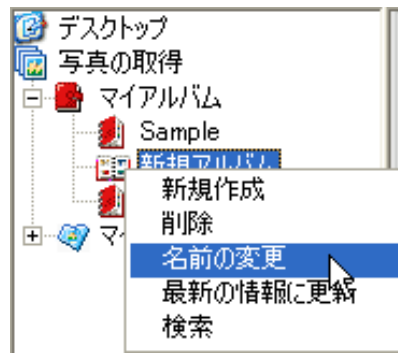 デスクトップ
写真の取得
マイアルバム
Sample
新規アルバム
新規作成
削除
名前の変更
最新の情報に更新
検索
マ